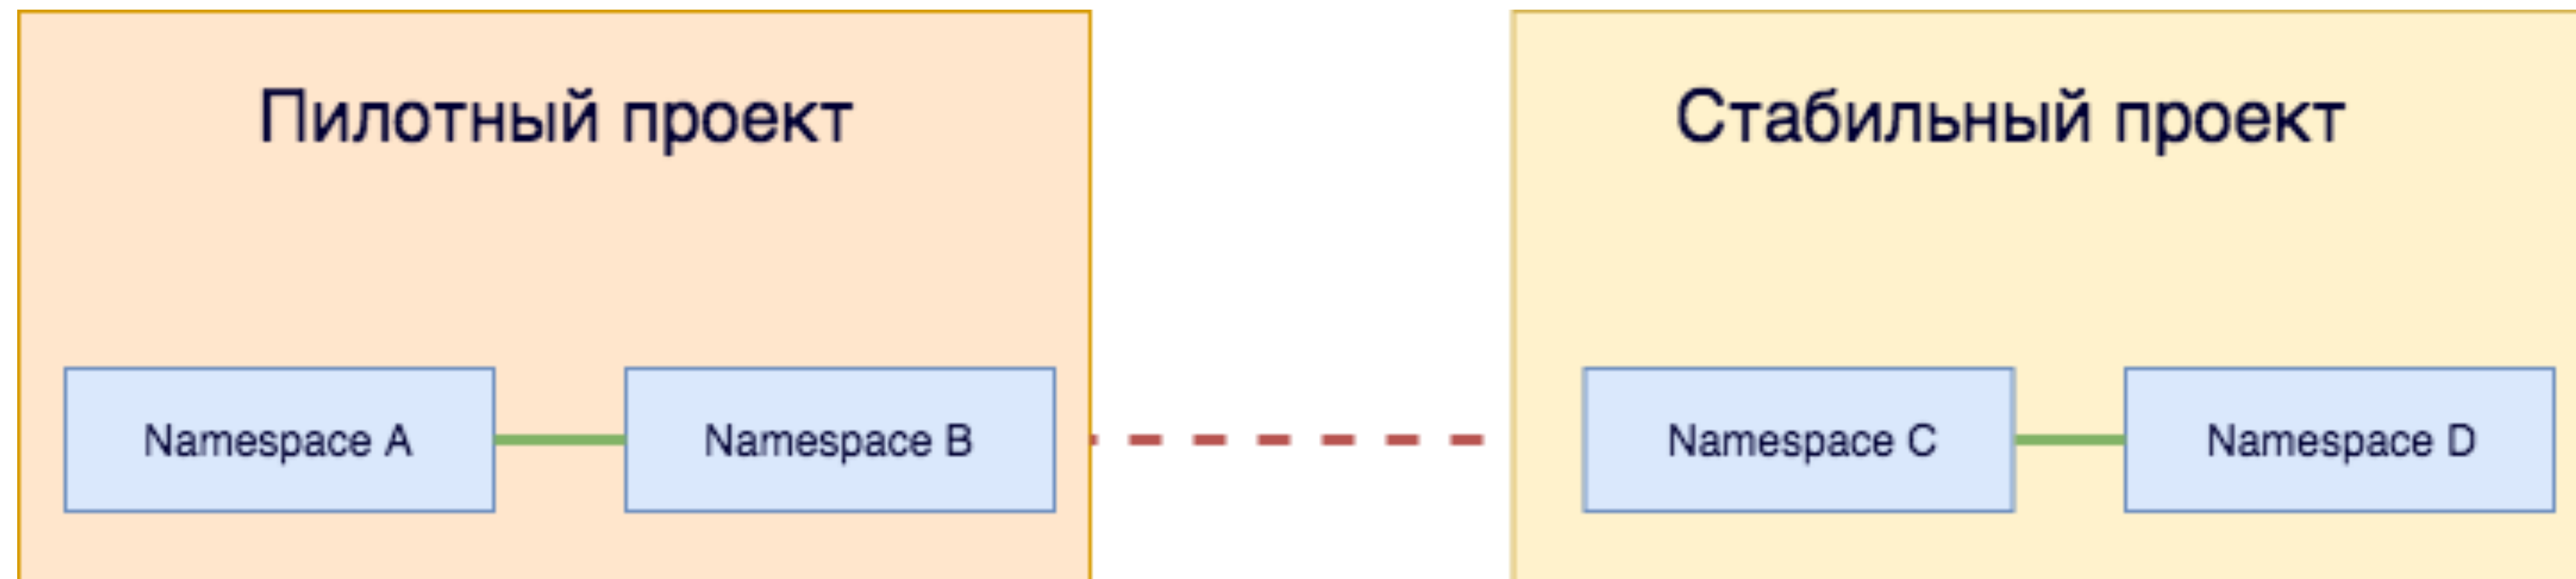 Пилотный проект
Стабильный проект
Namespace A
Namespace B
Namespace C
Namespace D